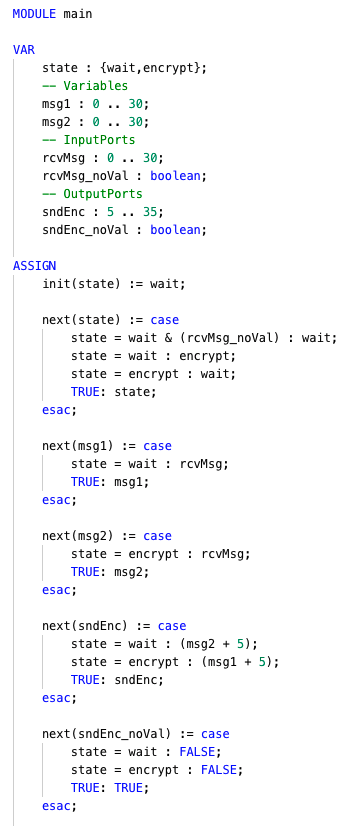 MODULE main
VAR
state : {wait,encrypt};
-- Variables
msg1 : 0 .. 30;
msg2 : 0 .. 30;
-- InputPorts
rcvMsg : 0 .. 30;
rcvMsg_noVal : boolean;
-- OutputPorts
sndEnc : 5 .. 35;
sndEnc_noVal : boolean;
ASSIGN
init(state) := wait;
next(state) := case
state = wait & (rcvMsg_noVal) : wait;
state = wait : encrypt;
state = encrypt : wait;
TRUE: state;
esac;
next(msg1) := case
state = wait : rcvMsg;
TRUE: msg1;
esac;
next(msg2) := case
state = encrypt : rcvMsg;
TRUE: msg2;
esac;
next(sndEnc) := case
state = wait : (msg2 + 5);
state = encrypt : (msg1 + 5);
TRUE: sndEnc;
esac;
next(sndEnc_noVal) := case
state = wait : FALSE;
state = encrypt : FALSE;
TRUE: TRUE;
esac;